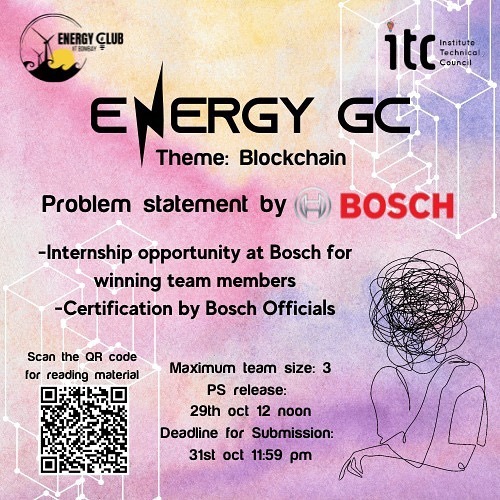 ENERGY CLUB
IIT BOMBAY
itc
Institute
Technical
Council
ENERGY GC
Theme: Blockchain
Problem statement by BOSCH
-Internship opportunity at Bosch for
winning team members
-Certification by Bosch Officials
Scan the QR code
for reading material
Maximum team size: 3
PS release:
29th oct 12 noon
Deadline for Submission:
31st oct 11:59 pm